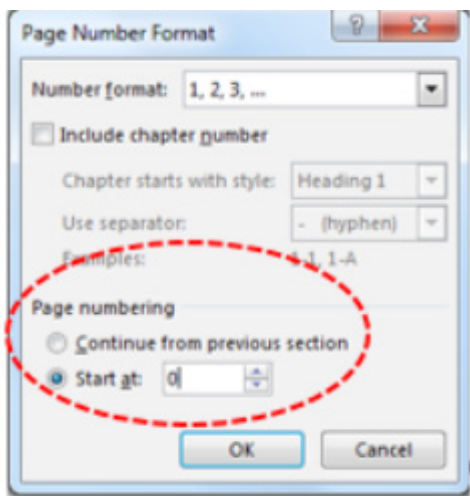 Page Number Format
Number format: 1, 2, 3, ...
Include chapter number
Chapter starts with style: Heading 1
Use separator: - (hyphen)
Examples: 1-1, 1-A
Page numbering
Continue from previous section
Start at: 0
OK Cancel